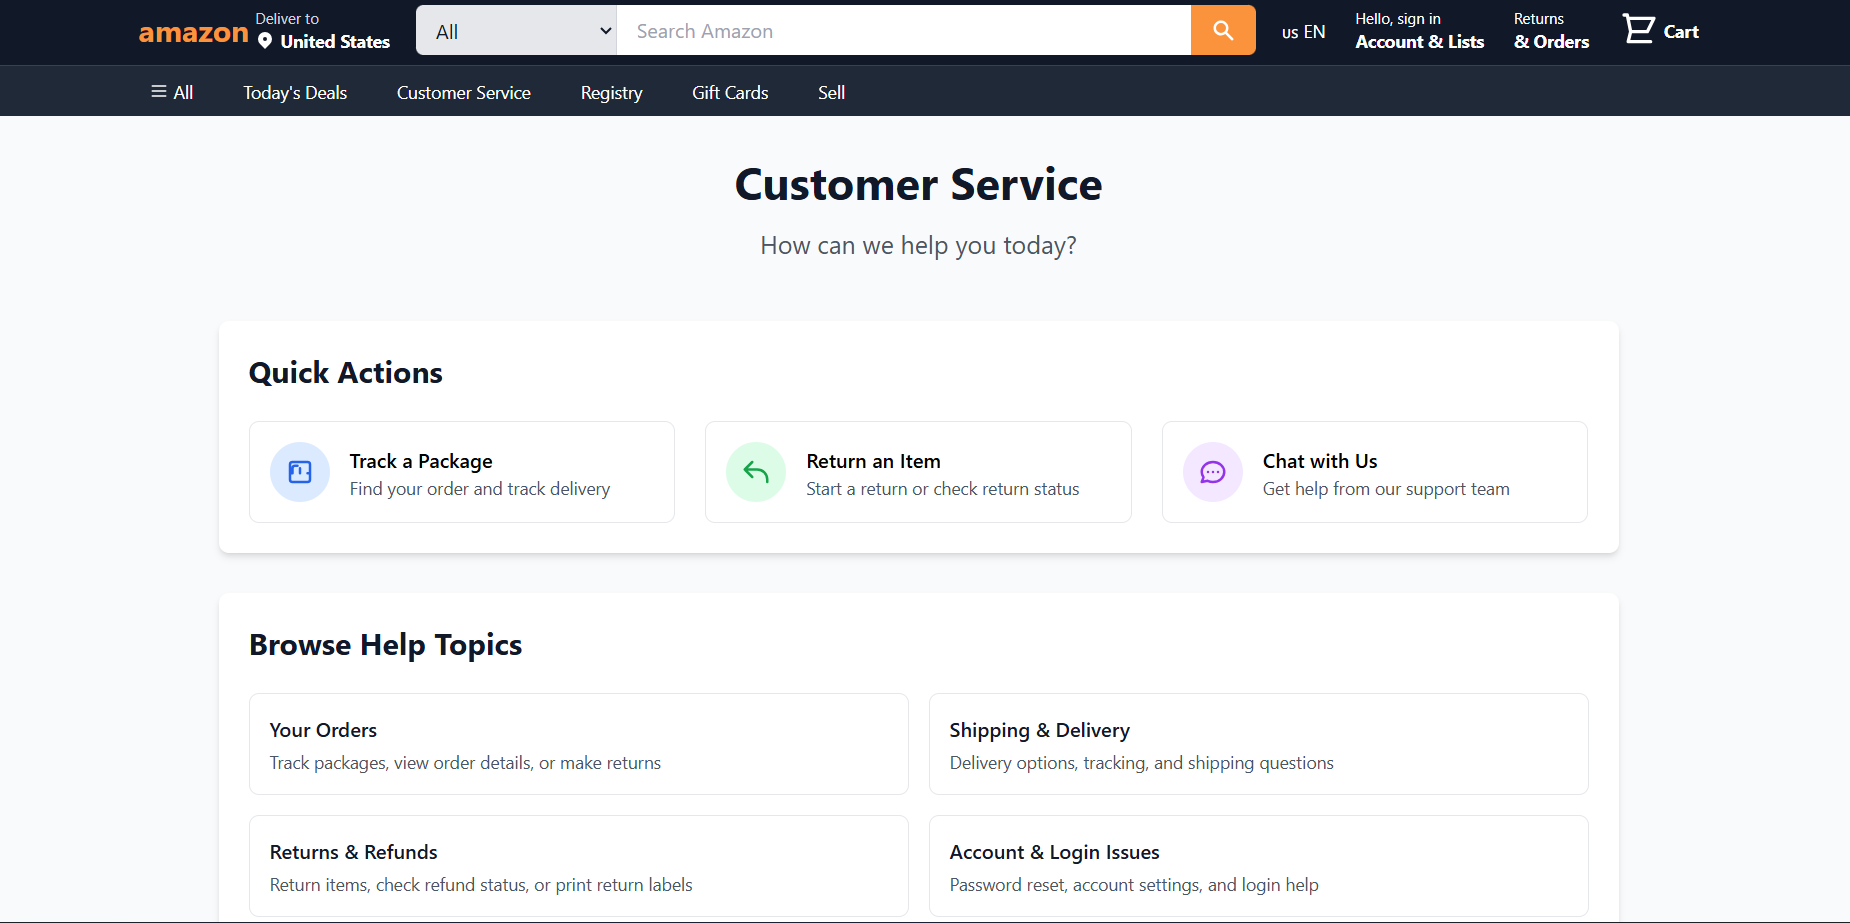 amazon
Deliver to
United States
All
Search Amazon
us EN
Hello, sign in
Account & Lists
Returns
& Orders
Cart
All
Today's Deals
Customer Service
Registry
Gift Cards
Sell
Customer Service
How can we help you today?
Quick Actions
Track a Package
Find your order and track delivery
Return an Item
Start a return or check return status
Chat with Us
Get help from our support team
Browse Help Topics
Your Orders
Track packages, view order details, or make returns
Shipping & Delivery
Delivery options, tracking, and shipping questions
Returns & Refunds
Return items, check refund status, or print return labels
Account & Login Issues
Password reset, account settings, and login help